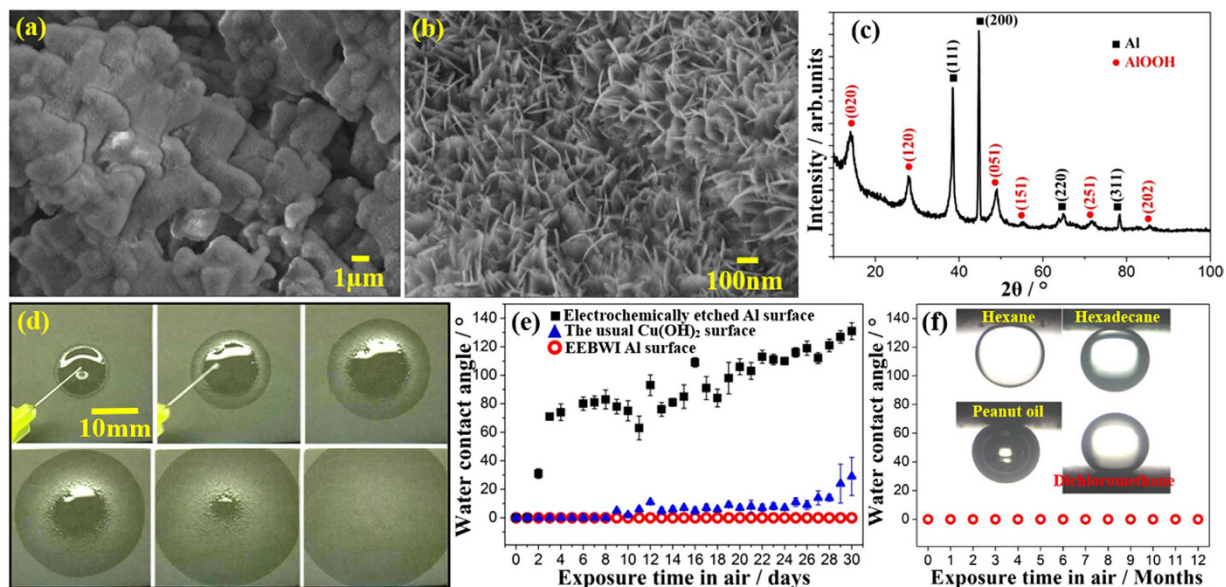 (a)
1μm
(b)
100nm
(c)
Intensity / arb.units
(020)
(120)
(111)
(200)
(051)
(151)
(220)
(251)
(311)
(202)
Al
AlOOH
20 40 60 80 100
2θ / °
(d)
10mm
(e)
Water contact angle / °
140
120
100
80
60
40
20
0
Electrochemically etched Al surface
The usual Cu(OH)₂ surface
EEBWI Al surface
0 2 4 6 8 10 12 14 16 18 20 22 24 26 28 30
Exposure time in air / days
(f)
Water contact angle / °
140
120
100
80
60
40
20
0
Hexane
Hexadecane
Peanut oil
Dichloromethane
0 1 2 3 4 5 6 7 8 9 10 11 12
Exposure time in air / Months